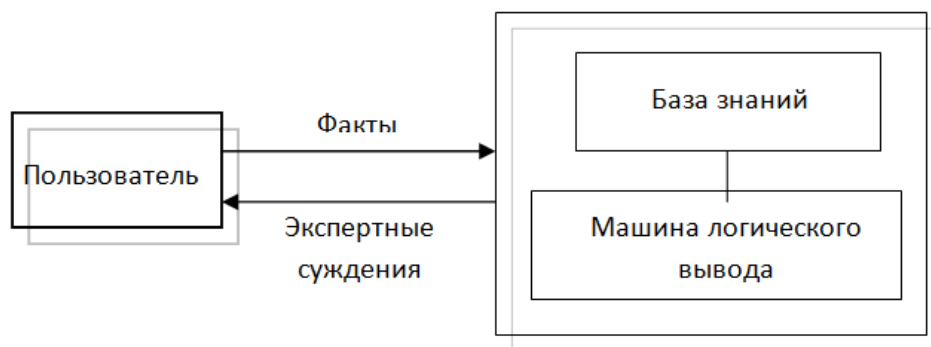 База знаний
Факты
Пользователь
Экспертные
суждения
Машина логического
вывода